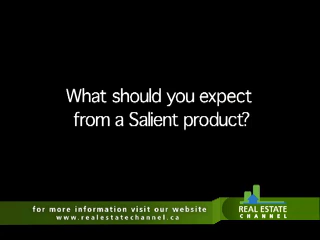 What should you expect
from a Salient product?
for more information visit our website
www.realestatechannel.ca
REAL ESTATE
CHANNEL